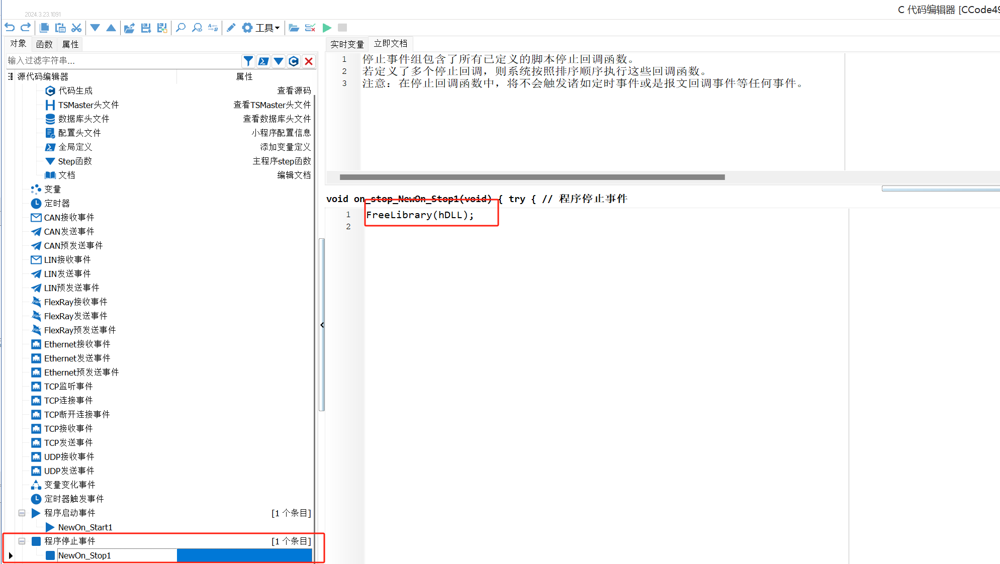 C 代码编辑器 [CCode49
2024.3.23.1091
工具
对象 函数 属性
输入过滤字符串...
源代码编辑器 属性
代码生成 查看源码
TSMaster头文件 查看TSMaster头文件
数据库头文件 查看数据库头文件
配置头文件 小程序配置信息
全局定义 添加变量定义
Step函数 主程序step函数
文档 编辑文档
变量
定时器
CAN接收事件
CAN发送事件
CAN预发送事件
LIN接收事件
LIN发送事件
LIN预发送事件
FlexRay接收事件
FlexRay发送事件
FlexRay预发送事件
Ethernet接收事件
Ethernet发送事件
Ethernet预发送事件
TCP监听事件
TCP连接事件
TCP断开连接事件
TCP接收事件
TCP发送事件
UDP接收事件
UDP发送事件
变量变化事件
定时器触发事件
程序启动事件 [1 个条目]
NewOn_Start1
程序停止事件 [1 个条目]
NewOn_Stop1
实时变量 立即文档
1 停止事件组包含了所有已定义的脚本停止回调函数。
2 若定义了多个停止回调，则系统按照排序顺序执行这些回调函数。
3 注意：在停止回调函数中，将不会触发诸如定时事件或是报文回调事件等任何事件。
void on_stop_NewOn_Stop1(void) { try { // 程序停止事件
1 FreeLibrary(hDLL);
2